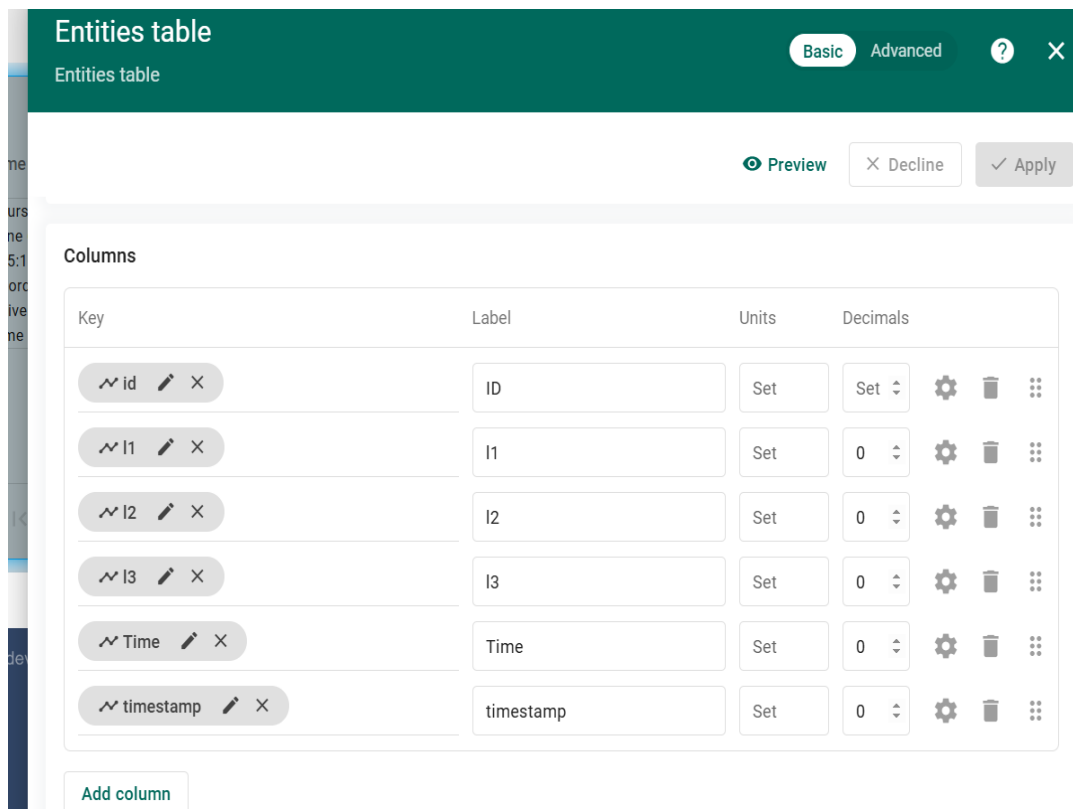 Entities table
Basic Advanced
Entities table
Preview Decline Apply
Columns
Key Label Units Decimals
id ID Set Set
l1 l1 Set 0
l2 l2 Set 0
l3 l3 Set 0
Time Time Set 0
timestamp timestamp Set 0
Add column